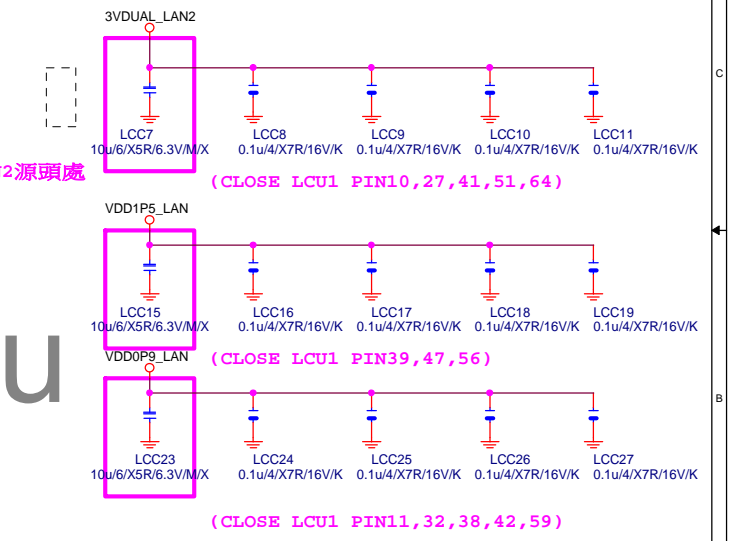 3VDUAL_LAN2
C
LCC7 LCC8 LCC9 LCC10 LCC11
10u/6/X5R/6.3V/M/X 0.1u/4/X7R/16V/K 0.1u/4/X7R/16V/K 0.1u/4/X7R/16V/K 0.1u/4/X7R/16V/K
2源頭處
(CLOSE LCU1 PIN10,27,41,51,64)
VDD1P5_LAN
LCC15 LCC16 LCC17 LCC18 LCC19
10u/6/X5R/6.3V/M/X 0.1u/4/X7R/16V/K 0.1u/4/X7R/16V/K 0.1u/4/X7R/16V/K 0.1u/4/X7R/16V/K
u
(CLOSE LCU1 PIN39,47,56)
VDD0P9_LAN
B
LCC23 LCC24 LCC25 LCC26 LCC27
10u/6/X5R/6.3V/M/X 0.1u/4/X7R/16V/K 0.1u/4/X7R/16V/K 0.1u/4/X7R/16V/K 0.1u/4/X7R/16V/K
(CLOSE LCU1 PIN11,32,38,42,59)